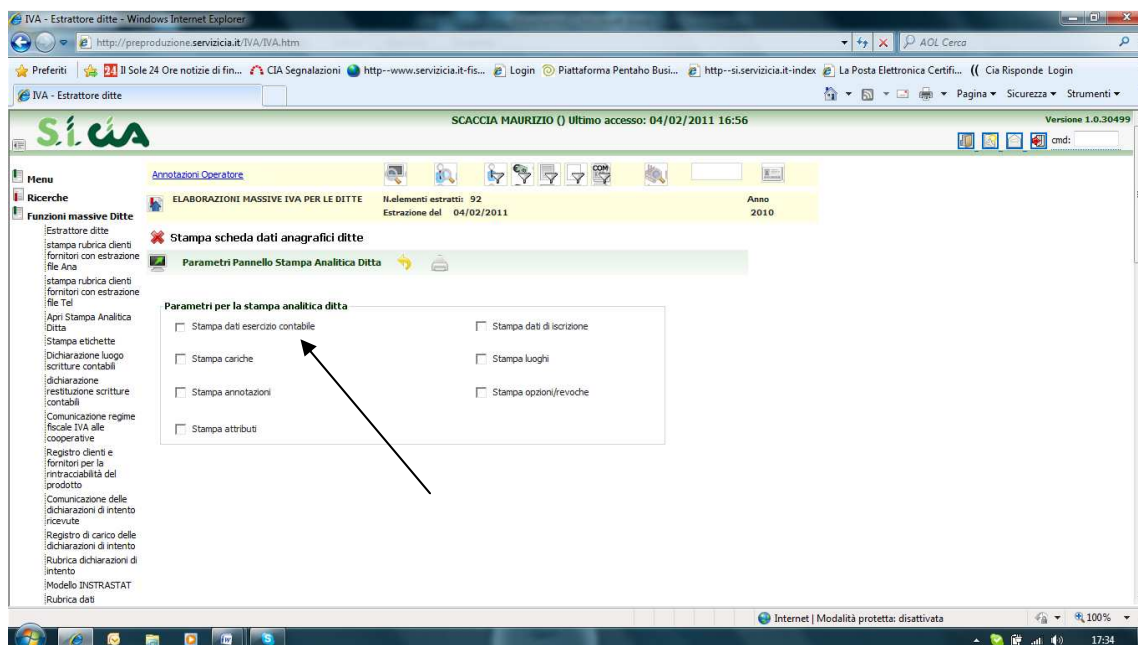 IVA - Estrattore ditte - Windows Internet Explorer
http://preproduzione.servizicia.it/IVA/IVA.htm
AOL Cerca
Preferiti
24 Il Sole 24 Ore notizie di fin...
CIA Segnalazioni
http--www.servizicia.it-fis...
Login
Piattaforma Pentaho Busi...
http--si.servizicia.it-index
La Posta Elettronica Certifi...
Cia Risponde Login
IVA - Estrattore ditte
Pagina
Sicurezza
Strumenti
S.I. CIA
SCACCIA MAURIZIO () Ultimo accesso: 04/02/2011 16:56
Versione 1.0.30499
cmd:
Menu
Ricerche
Funzioni massive Ditte
Estrattore ditte
stampa rubrica clienti
fornitori con estrazione
file Ana
stampa rubrica clienti
fornitori con estrazione
file Tel
Apri Stampa Analitica
Ditta
Stampa etichette
Dichiarazione luogo
scritture contabili
dichiarazione
restituzione scritture
contabili
Comunicazione regime
fiscale IVA alle
cooperative
Registro clienti e
fornitori per la
rintracciabilità del
prodotto
Comunicazione delle
dichiarazioni di intento
ricevute
Registro di carico delle
dichiarazioni di intento
Rubrica dichiarazioni di
intento
Modello INSTRASTAT
Rubrica dati
Annotazioni Operatore
COM
ELABORAZIONI MASSIVE IVA PER LE DITTE
N.elementi estratti: 92
Estrazione del 04/02/2011
Anno
2010
Stampa scheda dati anagrafici ditte
Parametri Pannello Stampa Analitica Ditta
Parametri per la stampa analitica ditta
Stampa dati esercizio contabile
Stampa dati di iscrizione
Stampa cariche
Stampa luoghi
Stampa annotazioni
Stampa opzioni/revoche
Stampa attributi
Internet | Modalità protetta: disattivata
100%
17:34